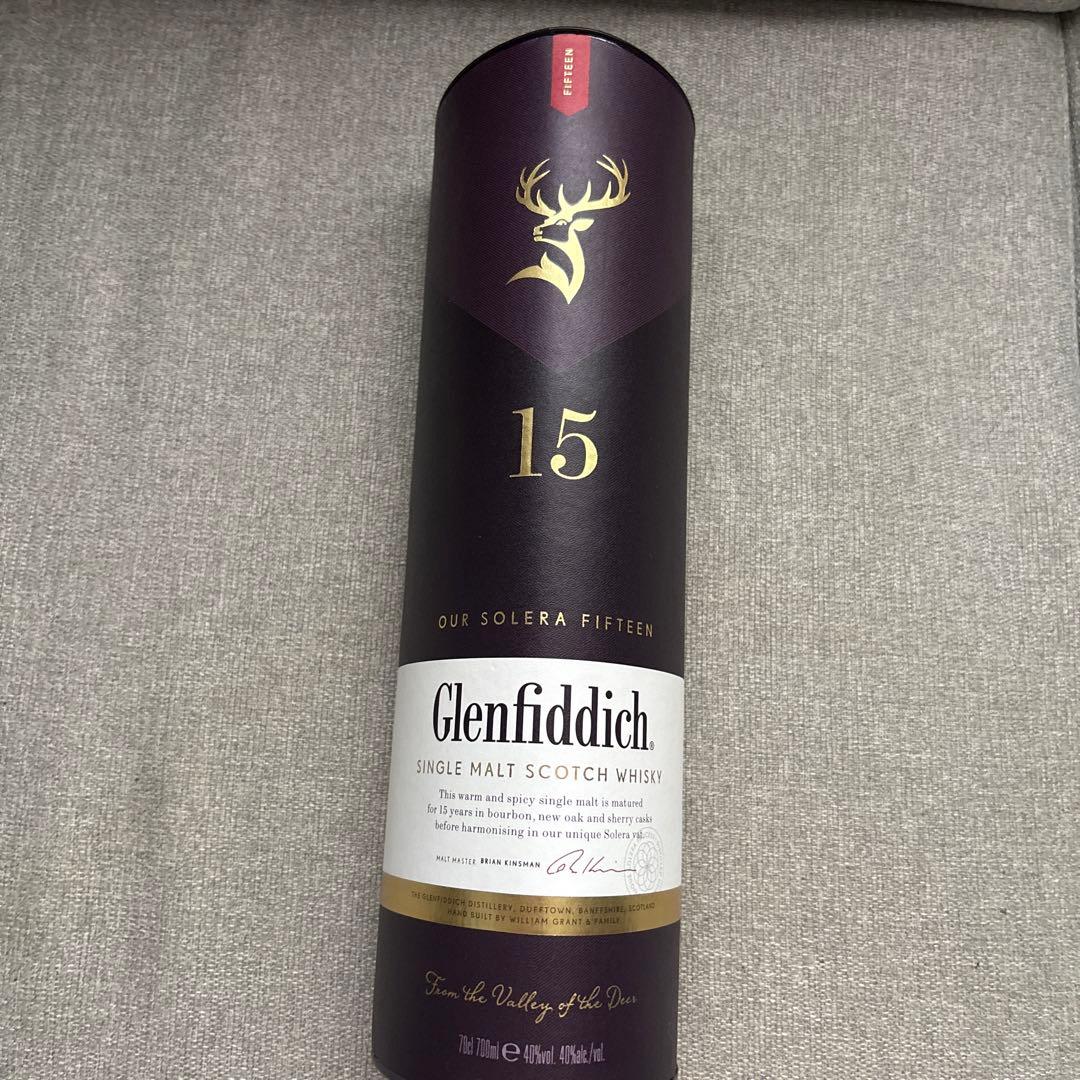 FIFTEEN
15
OUR SOLERA FIFTEEN
Glenfiddich®
SINGLE MALT SCOTCH WHISKY
This warm and spicy single malt is matured
for 15 years in bourbon, new oak and sherry casks
before harmonising in our unique Solera vat.
MALT MASTER BRIAN KINSMAN
THE GLENFIDDICH DISTILLERY, DUFFTOWN, BANFFSHIRE, SCOTLAND
HAND BUILT BY WILLIAM GRANT & FAMILY
From the Valley of the Deer
70cl 700ml e 40%vol. 40%alc./vol.